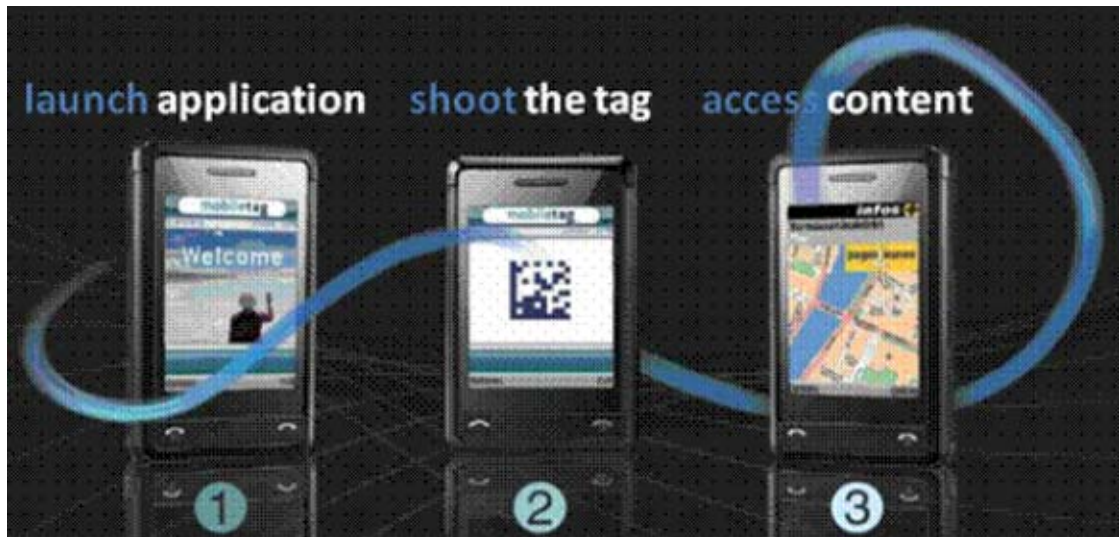 launch application
shoot the tag
access content
mobiletag
Welcome
mobiletag
infos
pages jaunes
1
2
3